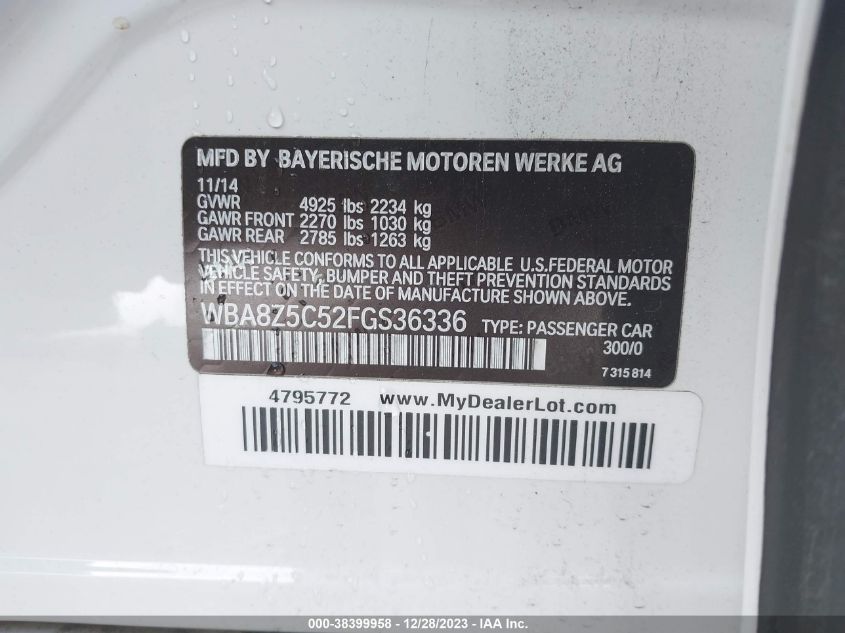 MFD BY BAYERISCHE MOTOREN WERKE AG
11/14
GVWR 4925 lbs 2234 kg
GAWR FRONT 2270 lbs 1030 kg
GAWR REAR 2785 lbs 1263 kg
THIS VEHICLE CONFORMS TO ALL APPLICABLE U.S.FEDERAL MOTOR
VEHICLE SAFETY, BUMPER AND THEFT PREVENTION STANDARDS
IN EFFECT ON THE DATE OF MANUFACTURE SHOWN ABOVE.
WBA8Z5C52FGS36336 TYPE: PASSENGER CAR
300/0
7 315 814
4795772 www.MyDealerLot.com
000-38399958 - 12/28/2023 - IAA Inc.